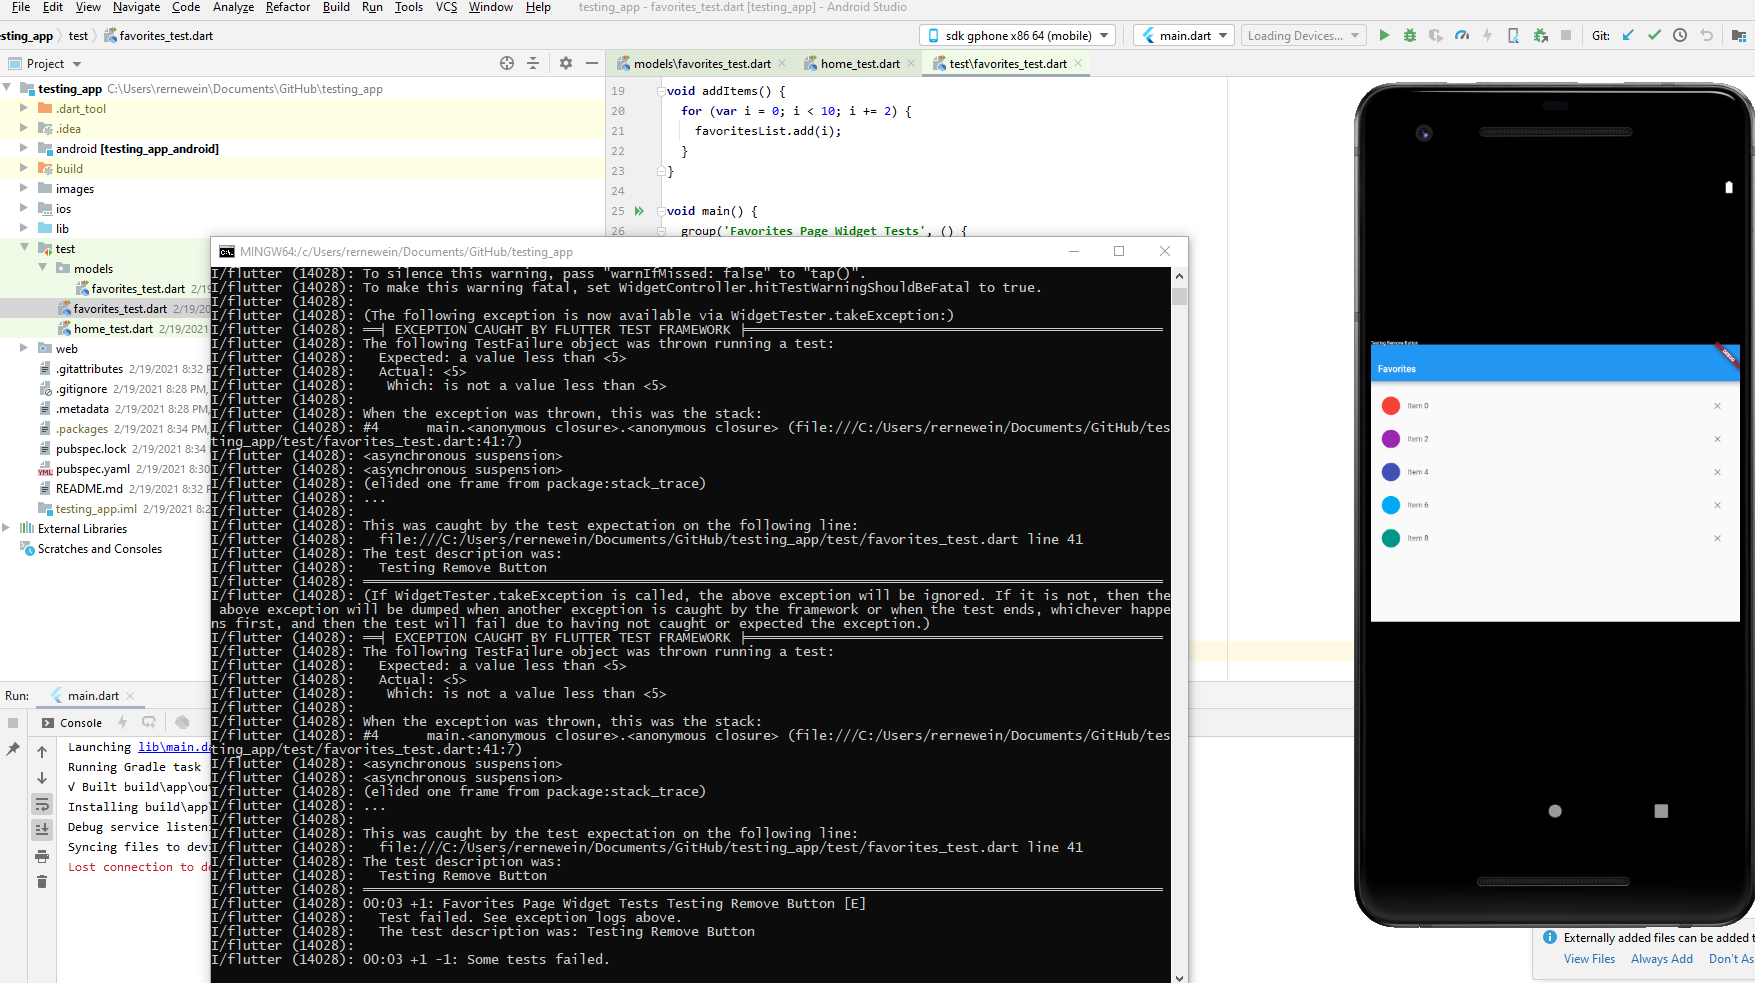 File Edit View Navigate Code Analyze Refactor Build Run Tools VCS Window Help testing_app - favorites_test.dart [testing_app] - Android Studio
esting_app test favorites_test.dart
sdk gphone x86 64 (mobile) main.dart Loading Devices... Git:
Project
models\favorites_test.dart home_test.dart test\favorites_test.dart
testing_app C:\Users\rernewein\Documents\GitHub\testing_app
.dart_tool
.idea
android [testing_app_android]
build
images
ios
lib
test
models
favorites_test.dart 2/19
favorites_test.dart 2/19/20
home_test.dart 2/19/2021
web
.gitattributes 2/19/2021 8:32 P
.gitignore 2/19/2021 8:28 PM,
.metadata 2/19/2021 8:28 PM,
.packages 2/19/2021 8:34 PM,
pubspec.lock 2/19/2021 8:34
pubspec.yaml 2/19/2021 8:30
README.md 2/19/2021 8:32 P
testing_app.iml 2/19/2021 8:2
External Libraries
Scratches and Consoles
19 void addItems() {
20 for (var i = 0; i < 10; i += 2) {
21 favoritesList.add(i);
22 }
23 }
24
25 void main() {
26 group('Favorites Page Widget Tests', () {
MINGW64:/c/Users/rernewein/Documents/GitHub/testing_app
I/flutter (14028): To silence this warning, pass "warnIfMissed: false" to "tap()".
I/flutter (14028): To make this warning fatal, set WidgetController.hitTestWarningShouldBeFatal to true.
I/flutter (14028):
I/flutter (14028): (The following exception is now available via WidgetTester.takeException:)
I/flutter (14028): ══╡ EXCEPTION CAUGHT BY FLUTTER TEST FRAMEWORK ╞════════════════════════════════════════════════════
I/flutter (14028): The following TestFailure object was thrown running a test:
I/flutter (14028): Expected: a value less than <5>
I/flutter (14028): Actual: <5>
I/flutter (14028): Which: is not a value less than <5>
I/flutter (14028):
I/flutter (14028): When the exception was thrown, this was the stack:
I/flutter (14028): #4 main.<anonymous closure>.<anonymous closure> (file:///C:/Users/rernewein/Documents/GitHub/tes
ting_app/test/favorites_test.dart:41:7)
I/flutter (14028): <asynchronous suspension>
I/flutter (14028): <asynchronous suspension>
I/flutter (14028): (elided one frame from package:stack_trace)
I/flutter (14028): ...
I/flutter (14028):
I/flutter (14028): This was caught by the test expectation on the following line:
I/flutter (14028): file:///C:/Users/rernewein/Documents/GitHub/testing_app/test/favorites_test.dart line 41
I/flutter (14028): The test description was:
I/flutter (14028): Testing Remove Button
I/flutter (14028): ════════════════════════════════════════════════════════════════════════════════════════════════════
I/flutter (14028): (If WidgetTester.takeException is called, the above exception will be ignored. If it is not, then the
above exception will be dumped when another exception is caught by the framework or when the test ends, whichever happe
ns first, and then the test will fail due to having not caught or expected the exception.)
I/flutter (14028): ══╡ EXCEPTION CAUGHT BY FLUTTER TEST FRAMEWORK ╞════════════════════════════════════════════════════
I/flutter (14028): The following TestFailure object was thrown running a test:
I/flutter (14028): Expected: a value less than <5>
I/flutter (14028): Actual: <5>
I/flutter (14028): Which: is not a value less than <5>
I/flutter (14028):
I/flutter (14028): When the exception was thrown, this was the stack:
I/flutter (14028): #4 main.<anonymous closure>.<anonymous closure> (file:///C:/Users/rernewein/Documents/GitHub/tes
ting_app/test/favorites_test.dart:41:7)
I/flutter (14028): <asynchronous suspension>
I/flutter (14028): <asynchronous suspension>
I/flutter (14028): (elided one frame from package:stack_trace)
I/flutter (14028): ...
I/flutter (14028):
I/flutter (14028): This was caught by the test expectation on the following line:
I/flutter (14028): file:///C:/Users/rernewein/Documents/GitHub/testing_app/test/favorites_test.dart line 41
I/flutter (14028): The test description was:
I/flutter (14028): Testing Remove Button
I/flutter (14028): ════════════════════════════════════════════════════════════════════════════════════════════════════
I/flutter (14028): 00:03 +1: Favorites Page Widget Tests Testing Remove Button [E]
I/flutter (14028): Test failed. See exception logs above.
I/flutter (14028): The test description was: Testing Remove Button
I/flutter (14028):
I/flutter (14028): 00:03 +1 -1: Some tests failed.
Run: main.dart
Console
Launching lib\main.da
Running Gradle task
√ Built build\app\ou
Installing build\app\
Debug service listeni
Syncing files to devi
Lost connection to de
Testing Remove Button
DEBUG
Favorites
Item 0
Item 2
Item 4
Item 6
Item 8
Externally added files can be added t
View Files Always Add Don't As